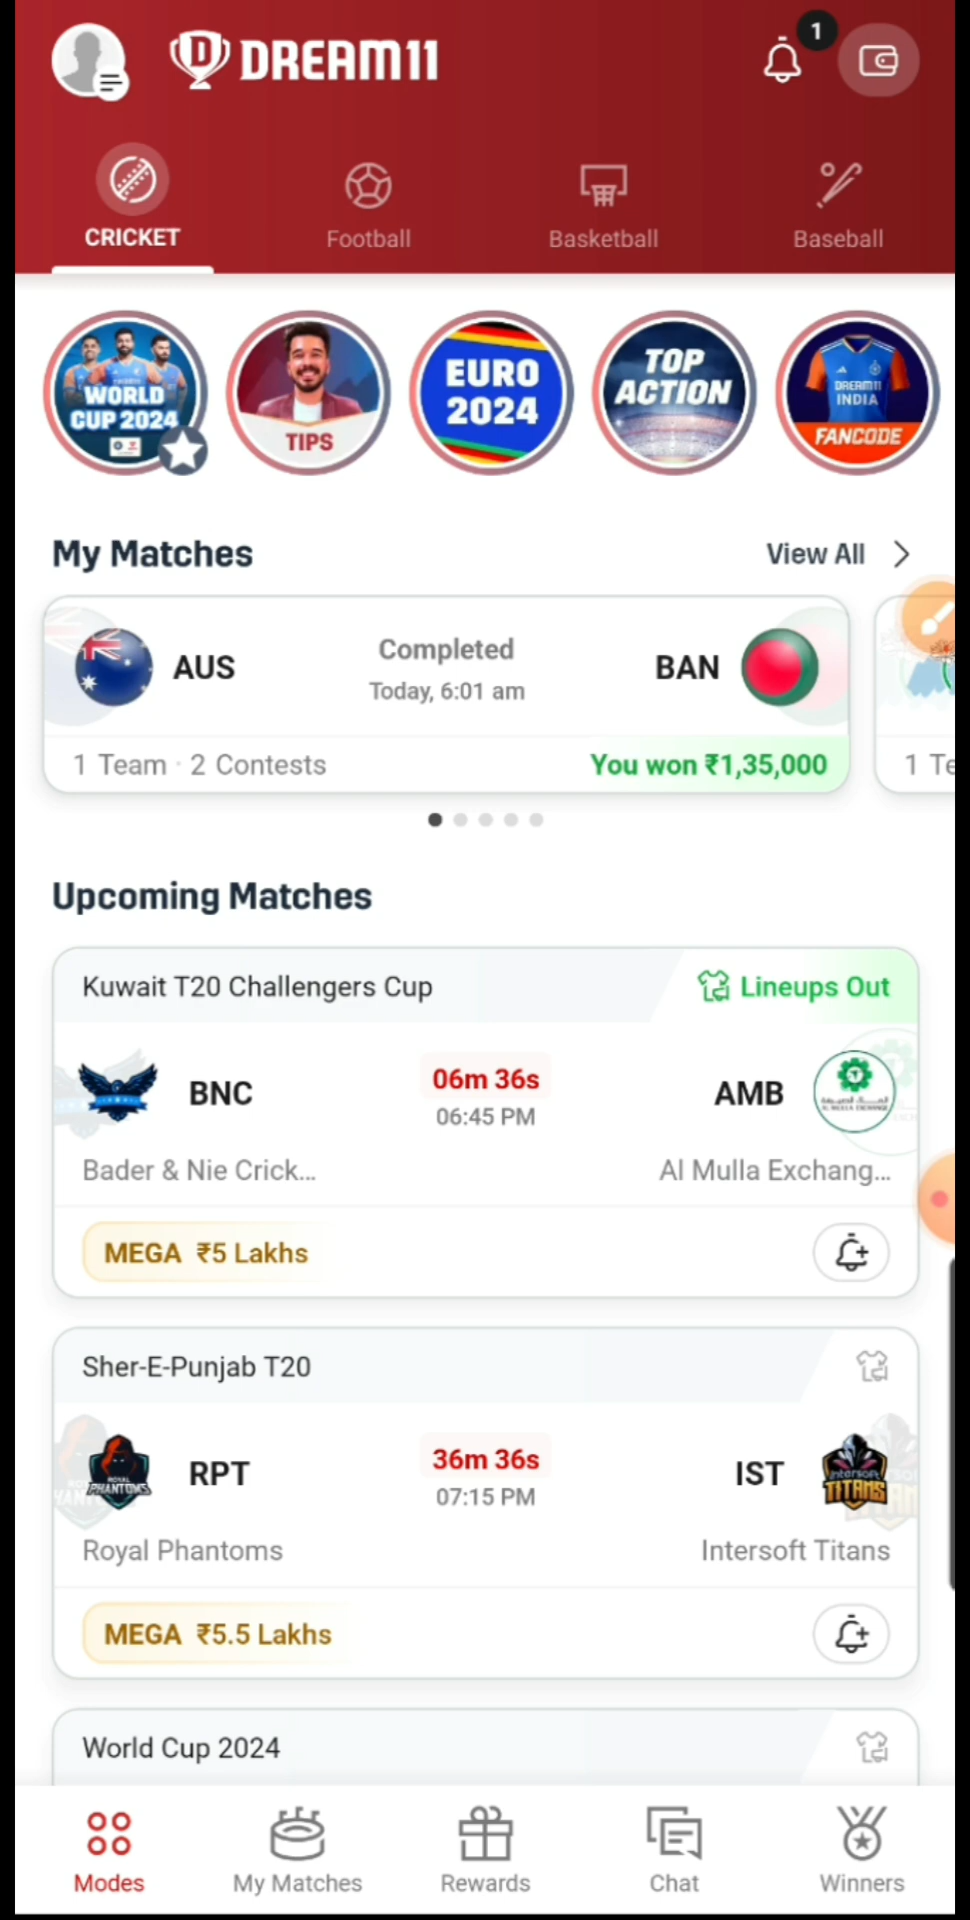 DREAM11
1
CRICKET
Football
Basketball
Baseball
WORLD
CUP 2024
TIPS
EURO
2024
TOP
ACTION
DREAM11
INDIA
FANCODE
My Matches
View All
AUS
Completed
BAN
Today, 6:01 am
1 Team · 2 Contests
You won ₹1,35,000
1 Te
Upcoming Matches
Kuwait T20 Challengers Cup
Lineups Out
BNC
06m 36s
AMB
06:45 PM
Bader & Nie Crick...
Al Mulla Exchang...
MEGA ₹5 Lakhs
Sher-E-Punjab T20
ROYAL
PHANTOMS
RPT
36m 36s
IST
intersoft
TITANS
07:15 PM
Royal Phantoms
Intersoft Titans
MEGA ₹5.5 Lakhs
World Cup 2024
Modes
My Matches
Rewards
Chat
Winners